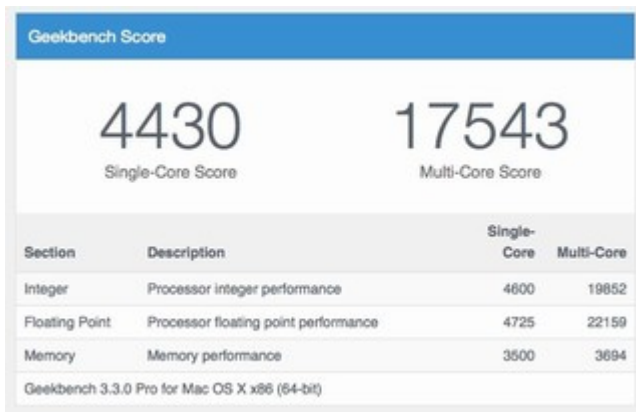 Geekbench Score
4430 17543
Single-Core Score Multi-Core Score
Single-
Section Description Core Multi-Core
Integer Processor integer performance 4600 19852
Floating Point Processor floating point performance 4725 22159
Memory Memory performance 3500 3694
Geekbench 3.3.0 Pro for Mac OS X x86 (64-bit)